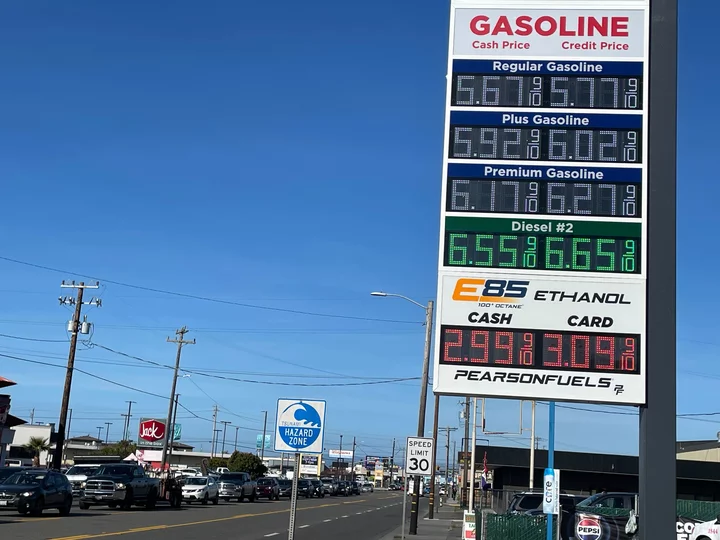 GASOLINE
Cash Price Credit Price
Regular Gasoline
5.67 9/10 5.77 9/10
Plus Gasoline
5.92 9/10 6.02 9/10
Premium Gasoline
6.17 9/10 6.27 9/10
Diesel #2
6.55 9/10 6.65 9/10
E85 ETHANOL
100+ OCTANE
CASH CARD
2.99 9/10 3.09 9/10
PEARSONFUELS PF
Jack
TSUNAMI
HAZARD
ZONE
SPEED
LIMIT
30
PEPSI